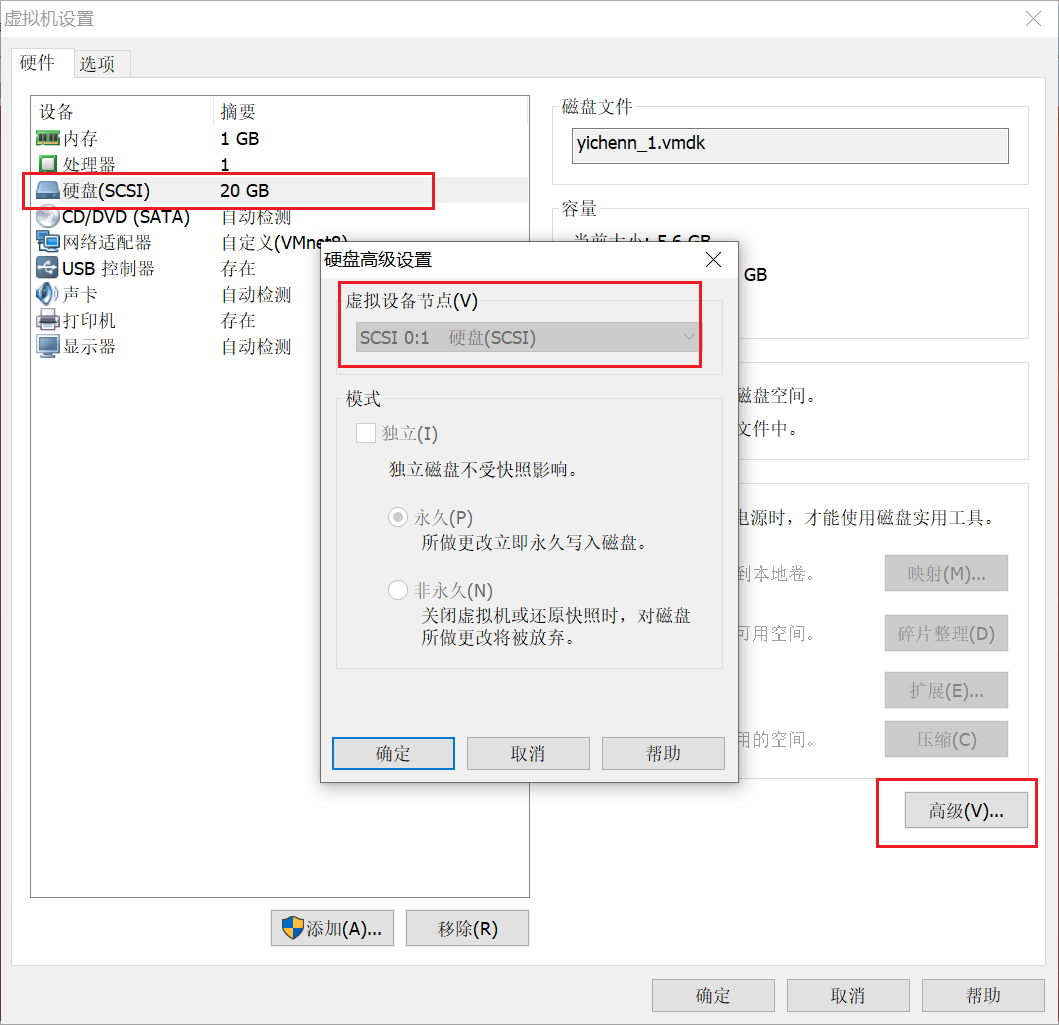 虚拟机设置
硬件
选项
设备 摘要
内存 1 GB
处理器 1
硬盘(SCSI) 20 GB
CD/DVD (SATA) 自动检测
网络适配器 自定义(VMnet8)
USB 控制器 存在
声卡 自动检测
打印机 存在
显示器 自动检测
添加(A)...
移除(R)
磁盘文件
yichenn_1.vmdk
容量
当前大小: 5.6 GB
GB
磁盘空间。
文件中。
电源时，才能使用磁盘实用工具。
到本地卷。
映射(M)...
可用空间。
碎片整理(D)
扩展(E)...
用的空间。
压缩(C)
高级(V)...
硬盘高级设置
虚拟设备节点(V)
SCSI 0:1 硬盘(SCSI)
模式
独立(I)
独立磁盘不受快照影响。
永久(P)
所做更改立即永久写入磁盘。
非永久(N)
关闭虚拟机或还原快照时，对磁盘
所做更改将被放弃。
确定
取消
帮助
确定
取消
帮助